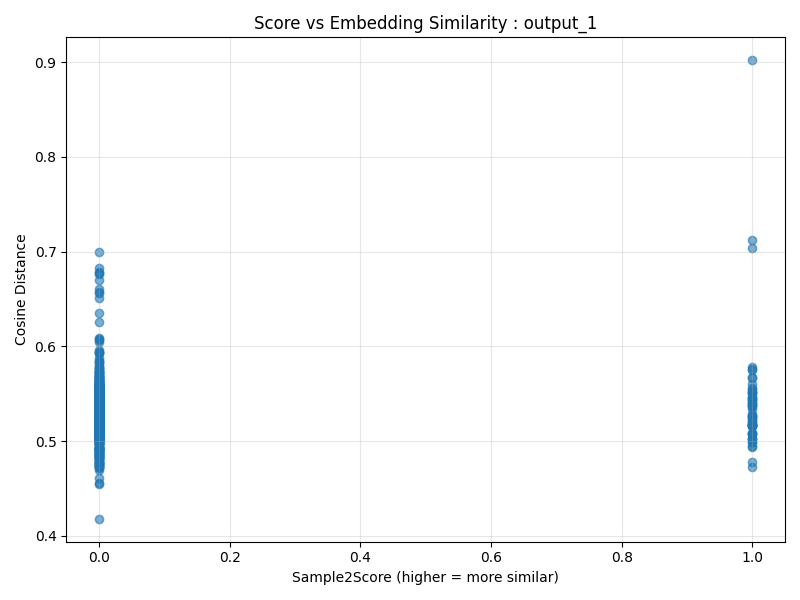 Score vs Embedding Similarity : output_1
0.9
0.8
0.7
0.6
0.5
0.4
Cosine Distance
0.0 0.2 0.4 0.6 0.8 1.0
Sample2Score (higher = more similar)